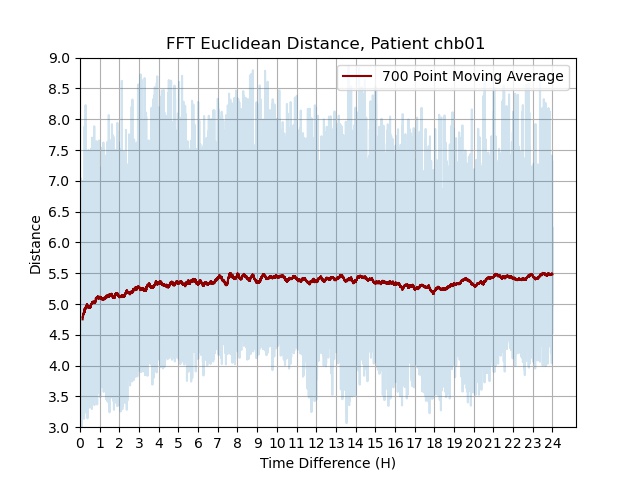 FFT Euclidean Distance, Patient chb01
700 Point Moving Average
9.0
8.5
8.0
7.5
7.0
6.5
6.0
5.5
5.0
4.5
4.0
3.5
3.0
Distance
0 1 2 3 4 5 6 7 8 9 10 11 12 13 14 15 16 17 18 19 20 21 22 23 24
Time Difference (H)